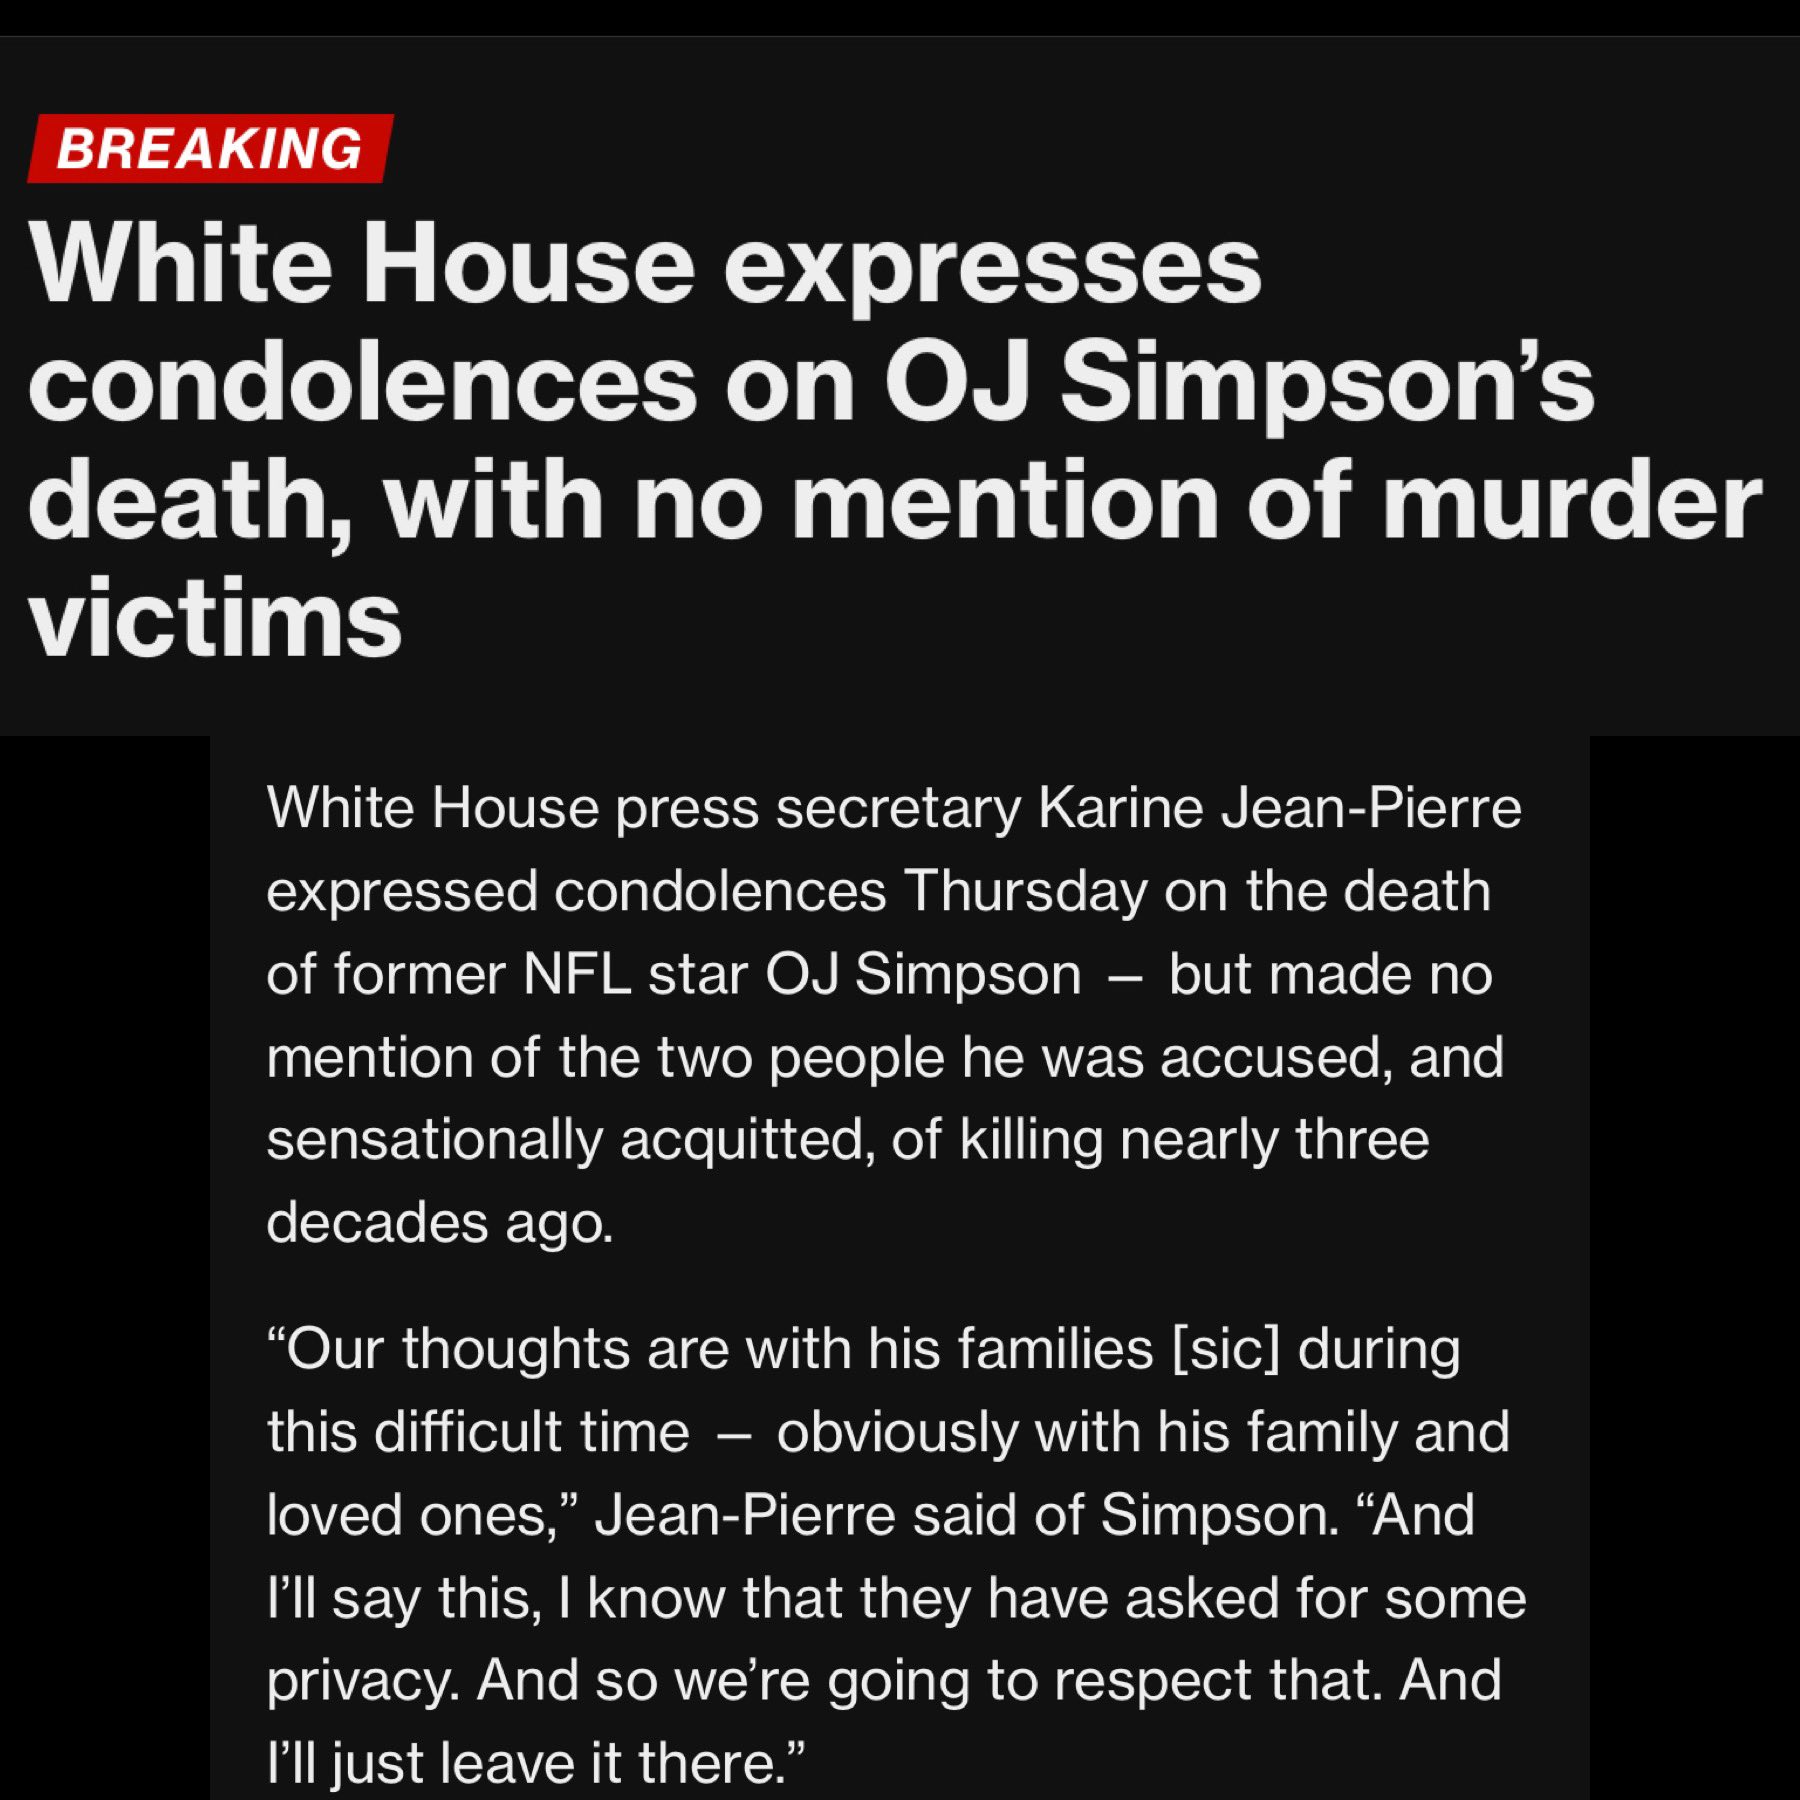 BREAKING
White House expresses
condolences on OJ Simpson’s
death, with no mention of murder
victims
White House press secretary Karine Jean-Pierre
expressed condolences Thursday on the death
of former NFL star OJ Simpson — but made no
mention of the two people he was accused, and
sensationally acquitted, of killing nearly three
decades ago.
“Our thoughts are with his families [sic] during
this difficult time — obviously with his family and
loved ones,” Jean-Pierre said of Simpson. “And
I’ll say this, I know that they have asked for some
privacy. And so we’re going to respect that. And
I’ll just leave it there.”